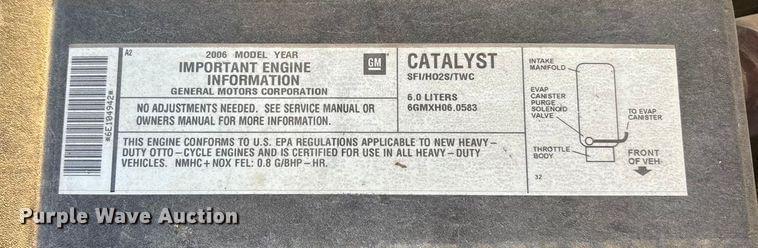 A2
2006 MODEL YEAR
IMPORTANT ENGINE
INFORMATION
GENERAL MOTORS CORPORATION
GM
CATALYST
SFI/HO2S/TWC
6.0 LITERS
6GMXH06.0583
NO ADJUSTMENTS NEEDED. SEE SERVICE MANUAL OR
OWNERS MANUAL FOR MORE INFORMATION.
THIS ENGINE CONFORMS TO U.S. EPA REGULATIONS APPLICABLE TO NEW HEAVY-
DUTY OTTO-CYCLE ENGINES AND IS CERTIFIED FOR USE IN ALL HEAVY-DUTY
VEHICLES. NMHC+NOX FEL: 0.8 G/BHP-HR.
INTAKE
MANIFOLD
EVAP
CANISTER
PURGE
SOLENOID
VALVE
TO EVAP
CANISTER
THROTTLE
BODY
FRONT
OF VEH
32
*6E104942*
Purple Wave Auction